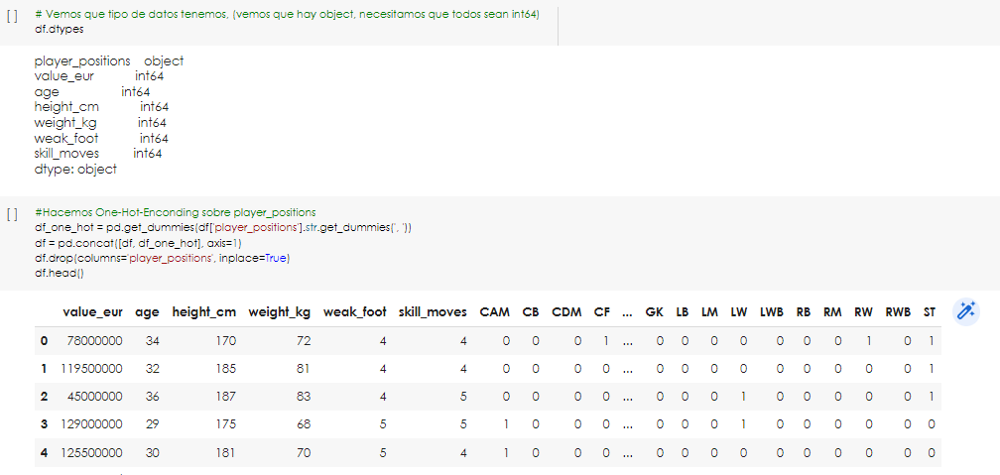 [ ] # Vemos que tipo de datos tenemos, (vemos que hay object, necesitamos que todos sean int64)
df.dtypes
player_positions object
value_eur int64
age int64
height_cm int64
weight_kg int64
weak_foot int64
skill_moves int64
dtype: object
[ ] #Hacemos One-Hot-Enconding sobre player_positions
df_one_hot = pd.get_dummies(df['player_positions'].str.get_dummies(', '))
df = pd.concat([df, df_one_hot], axis=1)
df.drop(columns='player_positions', inplace=True)
df.head()
value_eur age height_cm weight_kg weak_foot skill_moves CAM CB CDM CF ... GK LB LM LW LWB RB RM RW RWB ST
0 78000000 34 170 72 4 4 0 0 0 1 ... 0 0 0 0 0 0 0 1 0 1
1 119500000 32 185 81 4 4 0 0 0 0 ... 0 0 0 0 0 0 0 0 0 1
2 45000000 36 187 83 4 5 0 0 0 0 ... 0 0 0 1 0 0 0 0 0 1
3 129000000 29 175 68 5 5 1 0 0 0 ... 0 0 0 1 0 0 0 0 0 0
4 125500000 30 181 70 5 4 1 0 0 0 ... 0 0 0 0 0 0 0 0 0 0